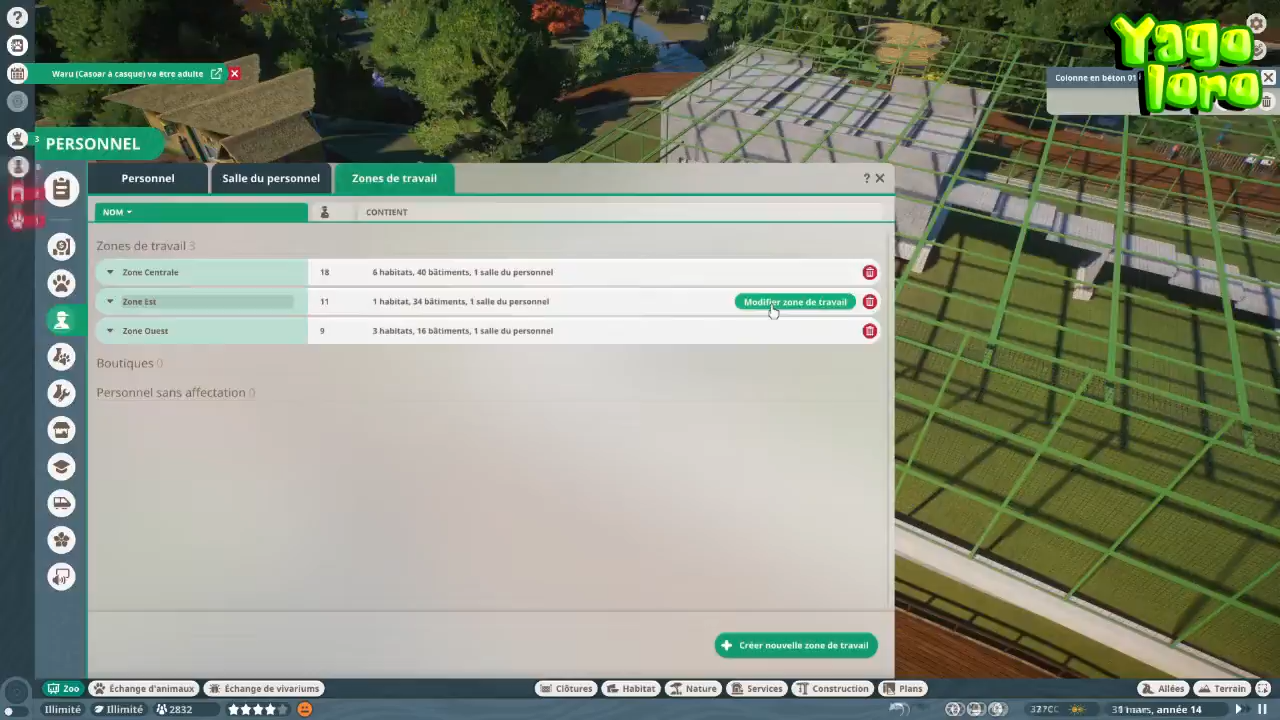 Yago
loro
Waru (Casoar à casque) va être adulte
Colonne en béton 01
3
PERSONNEL
Personnel
Salle du personnel
Zones de travail
?
NOM
CONTIENT
Zones de travail 3
Zone Centrale
18
6 habitats, 40 bâtiments, 1 salle du personnel
Zone Est
11
1 habitat, 34 bâtiments, 1 salle du personnel
Modifier zone de travail
Zone Ouest
9
3 habitats, 16 bâtiments, 1 salle du personnel
Boutiques 0
Personnel sans affectation 0
Créer nouvelle zone de travail
Zoo
Échange d'animaux
Échange de vivariums
Clôtures
Habitat
Nature
Services
Construction
Plans
Allées
Terrain
Illimité
Illimité
2832
31 mars, année 14